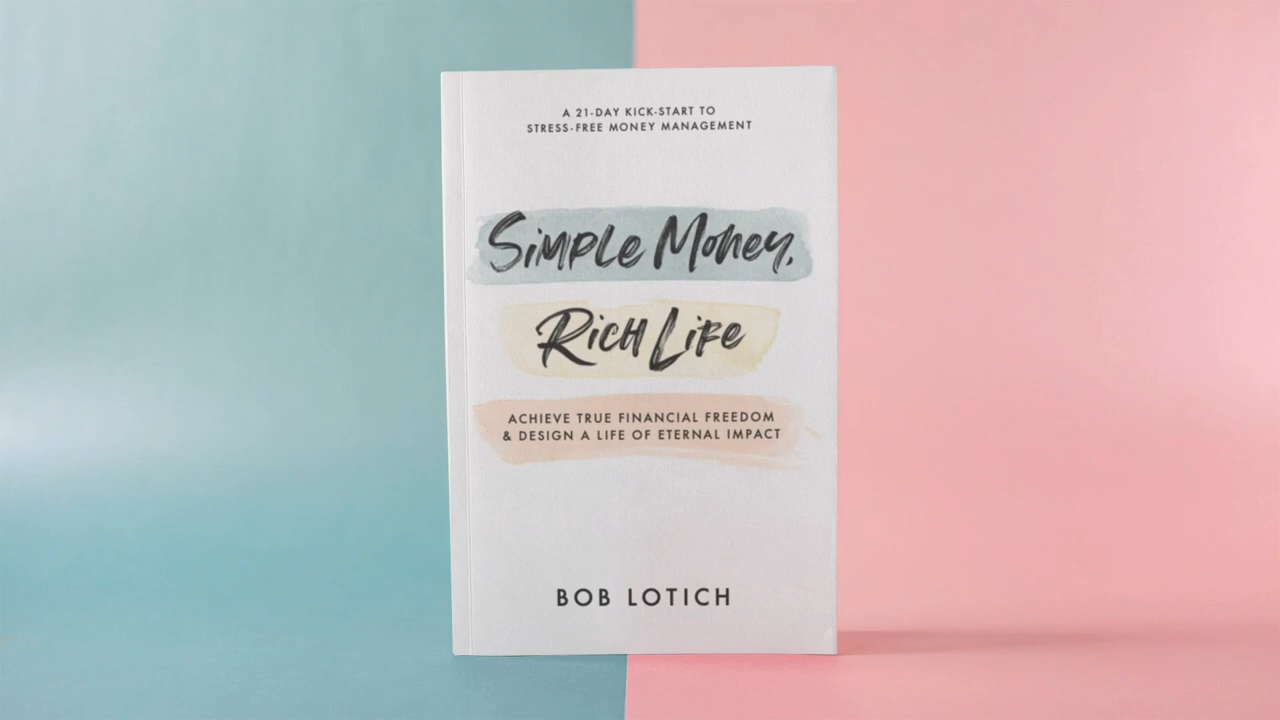 A 21-DAY KICK-START TO
STRESS-FREE MONEY MANAGEMENT
SIMPLE MONEY,
RICH LIFE
ACHIEVE TRUE FINANCIAL FREEDOM
& DESIGN A LIFE OF ETERNAL IMPACT
BOB LOTICH